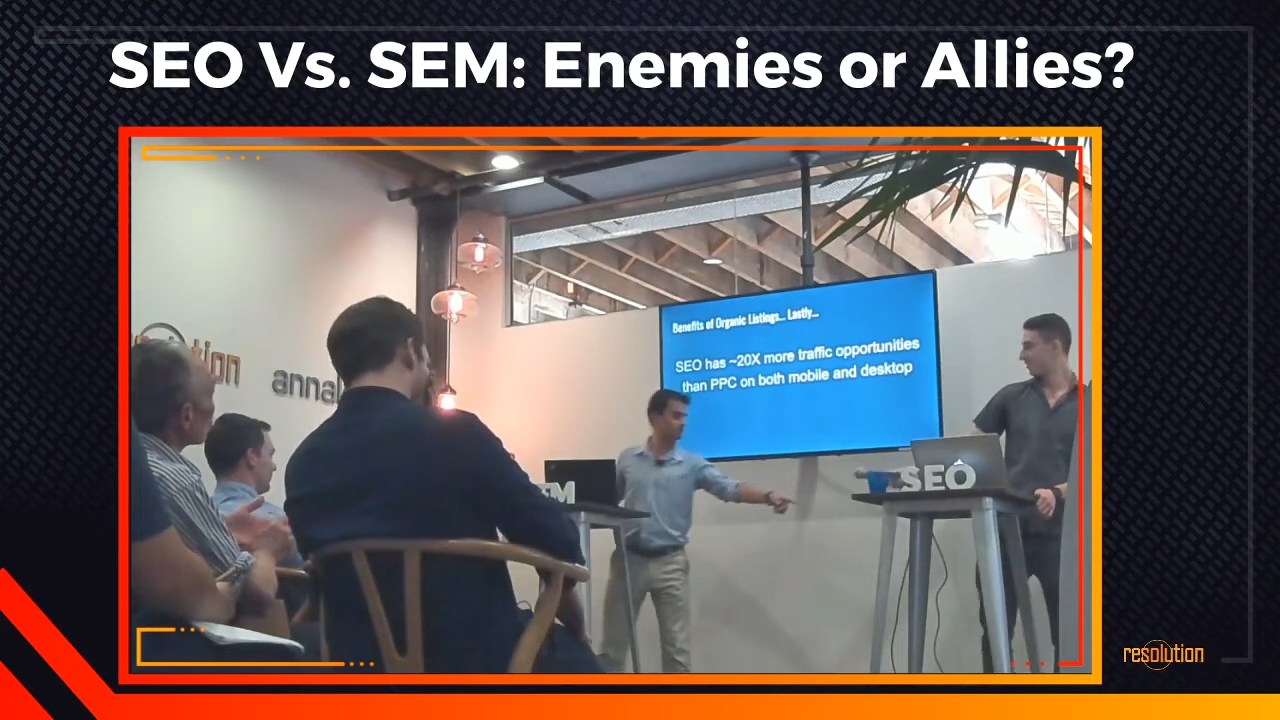 SEO Vs. SEM: Enemies or Allies?
Benefits of Organic Listings... Lastly...
SEO has ~20X more traffic opportunities
than PPC on both mobile and desktop
SEO
resolution